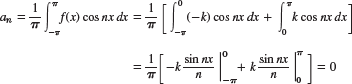 a_n = \frac{1}{\pi} \int_{-\pi}^{\pi} f(x) \cos nx \, dx = \frac{1}{\pi} \left[ \int_{-\pi}^{0} (-k) \cos nx \, dx + \int_{0}^{\pi} k \cos nx \, dx \right]
= \frac{1}{\pi} \left[ -k \frac{\sin nx}{n} \Big|_{-\pi}^{0} + k \frac{\sin nx}{n} \Big|_{0}^{\pi} \right] = 0